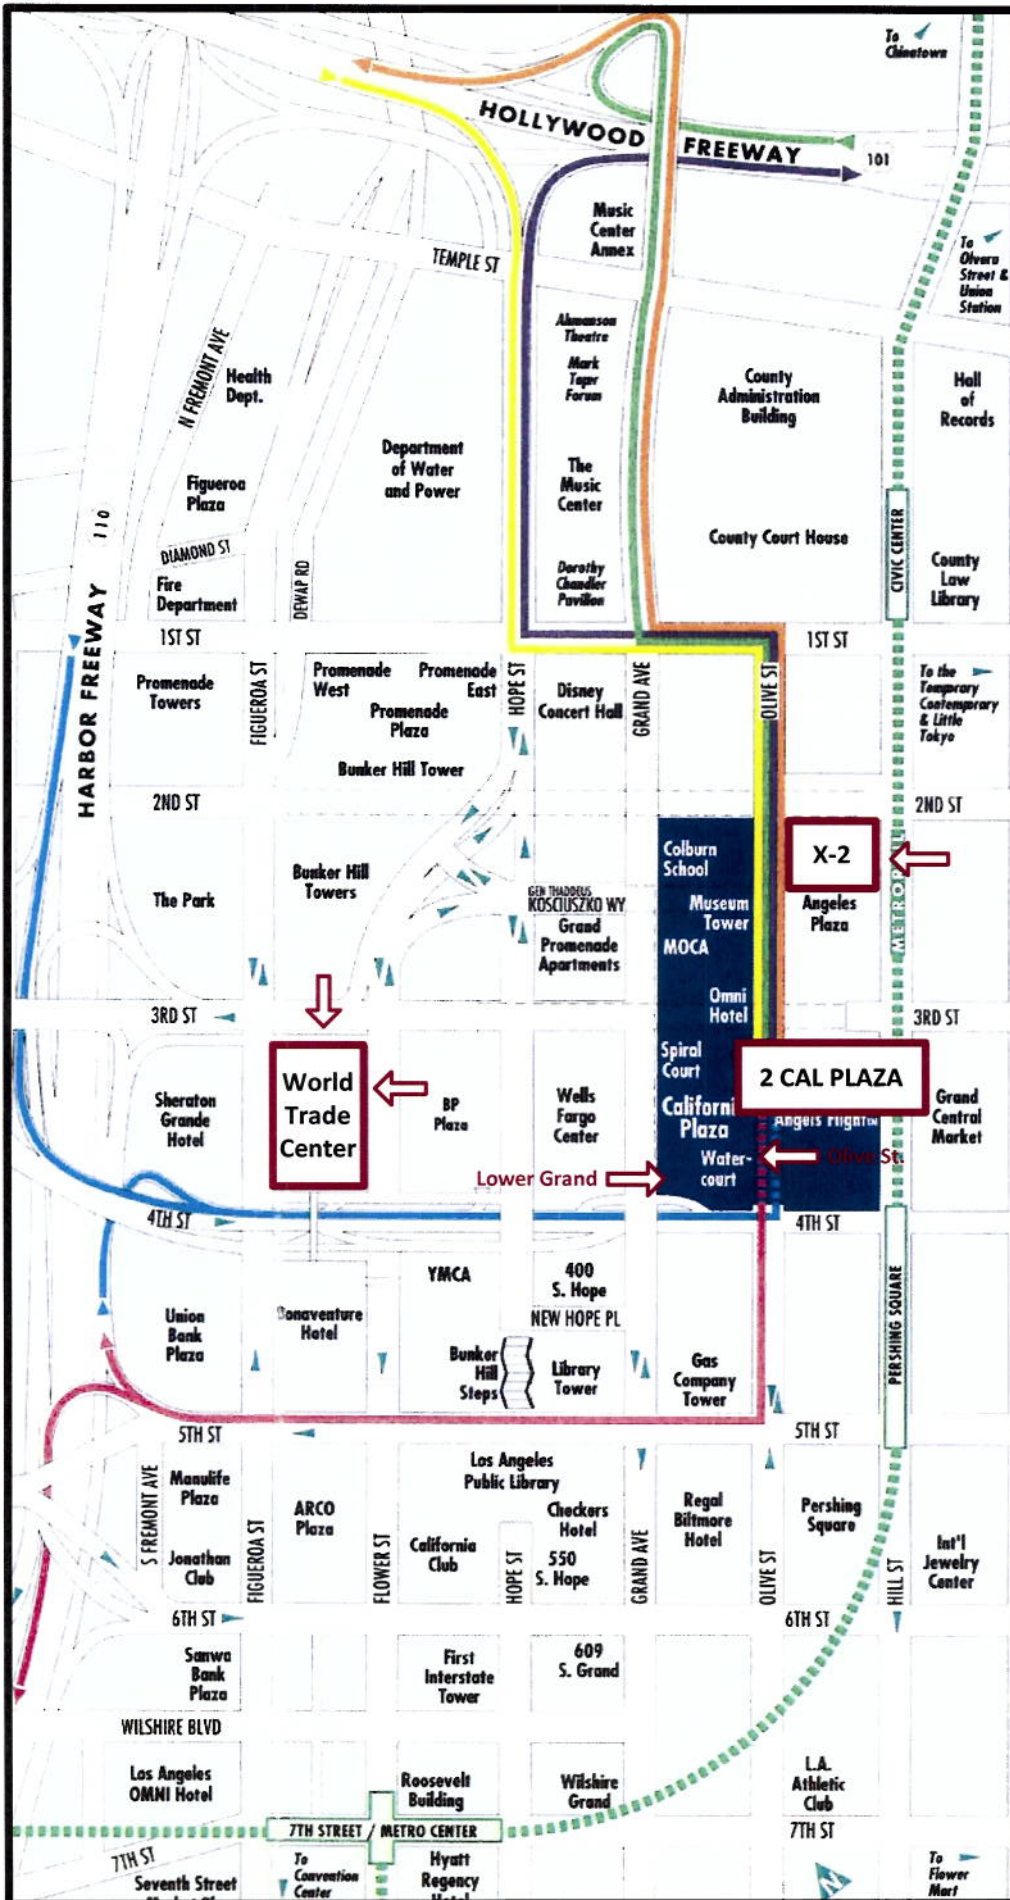 To
Chinatown
HOLLYWOOD FREEWAY
101
Music
Center
Annex
TEMPLE ST
To
Olvera
Street &
Union
Station
N FREMONT AVE
Health
Dept.
Ahmanson
Theatre
Mark
Taper
Forum
County
Administration
Building
Hall
of
Records
Department
of Water
and Power
Figueroa
Plaza
The
Music
Center
110
DIAMOND ST
County Court House
CIVIC CENTER
County
Law
Library
Fire
Department
DEWAP RD
Dorothy
Chandler
Pavilion
HARBOR FREEWAY
1ST ST
1ST ST
Promenade
Towers
FIGUEROA ST
Promenade
West
Promenade
East
Promenade
Plaza
HOPE ST
Disney
Concert Hall
GRAND AVE
OLIVE ST
To the
Temporary
Contemporary
& Little
Tokyo
Bunker Hill Tower
2ND ST
2ND ST
X-2
Colburn
School
The Park
Bunker Hill
Towers
GEN THADDEUS
KOSCIUSZKO WY
Museum
Tower
Angeles
Plaza
Grand
Promenade
Apartments
MOCA
Omni
Hotel
3RD ST
3RD ST
Spiral
Court
2 CAL PLAZA
World
Trade
Center
Sheraton
Grande
Hotel
BP
Plaza
Wells
Fargo
Center
California
Plaza
Angels Flight
Grand
Central
Market
Water-
court
Olive St.
Lower Grand
4TH ST
4TH ST
YMCA
400
S. Hope
NEW HOPE PL
Union
Bank
Plaza
Bonaventure
Hotel
PERSHING SQUARE
Bunker
Hill
Steps
Library
Tower
Gas
Company
Tower
5TH ST
5TH ST
Los Angeles
Public Library
S FREMONT AVE
Manulife
Plaza
ARCO
Plaza
Checkers
Hotel
Regal
Biltmore
Hotel
Pershing
Square
Jonathan
Club
FIGUEROA ST
FLOWER ST
California
Club
HOPE ST
550
S. Hope
GRAND AVE
OLIVE ST
HILL ST
Int'l
Jewelry
Center
6TH ST
6TH ST
Sanwa
Bank
Plaza
First
Interstate
Tower
609
S. Grand
WILSHIRE BLVD
Los Angeles
OMNI Hotel
Roosevelt
Building
Wilshire
Grand
L.A.
Athletic
Club
7TH STREET / METRO CENTER
7TH ST
7TH ST
Seventh Street
To
Convention
Center
Hyatt
Regency
Hotel
N
To
Flower
Mart